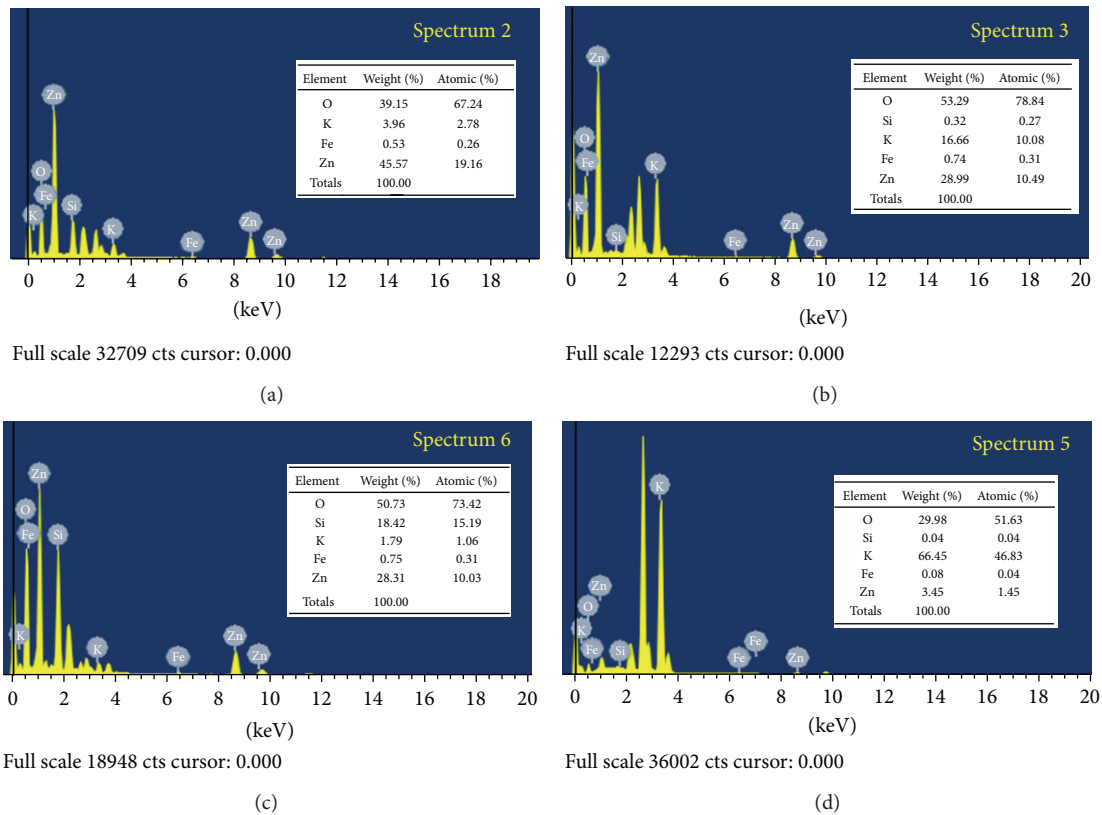 Spectrum 2
Element Weight (%) Atomic (%)
O 39.15 67.24
K 3.96 2.78
Fe 0.53 0.26
Zn 45.57 19.16
Totals 100.00
Zn
O
Fe
K
Si
K
Fe
Zn
Zn
0 2 4 6 8 10 12 14 16 18
(keV)
Full scale 32709 cts cursor: 0.000
(a)
Spectrum 3
Element Weight (%) Atomic (%)
O 53.29 78.84
Si 0.32 0.27
K 16.66 10.08
Fe 0.74 0.31
Zn 28.99 10.49
Totals 100.00
Zn
O
Fe
K
K
Si
Fe
Zn
Zn
0 2 4 6 8 10 12 14 16 18 20
(keV)
Full scale 12293 cts cursor: 0.000
(b)
Spectrum 6
Element Weight (%) Atomic (%)
O 50.73 73.42
Si 18.42 15.19
K 1.79 1.06
Fe 0.75 0.31
Zn 28.31 10.03
Totals 100.00
Zn
O
Fe
Si
K
K
Fe
Zn
Zn
0 2 4 6 8 10 12 14 16 18 20
(keV)
Full scale 18948 cts cursor: 0.000
(c)
Spectrum 5
Element Weight (%) Atomic (%)
O 29.98 51.63
Si 0.04 0.04
K 66.45 46.83
Fe 0.08 0.04
Zn 3.45 1.45
Totals 100.00
K
Zn
O
K
Fe
Si
Fe
Fe
Zn
0 2 4 6 8 10 12 14 16 18 20
(keV)
Full scale 36002 cts cursor: 0.000
(d)